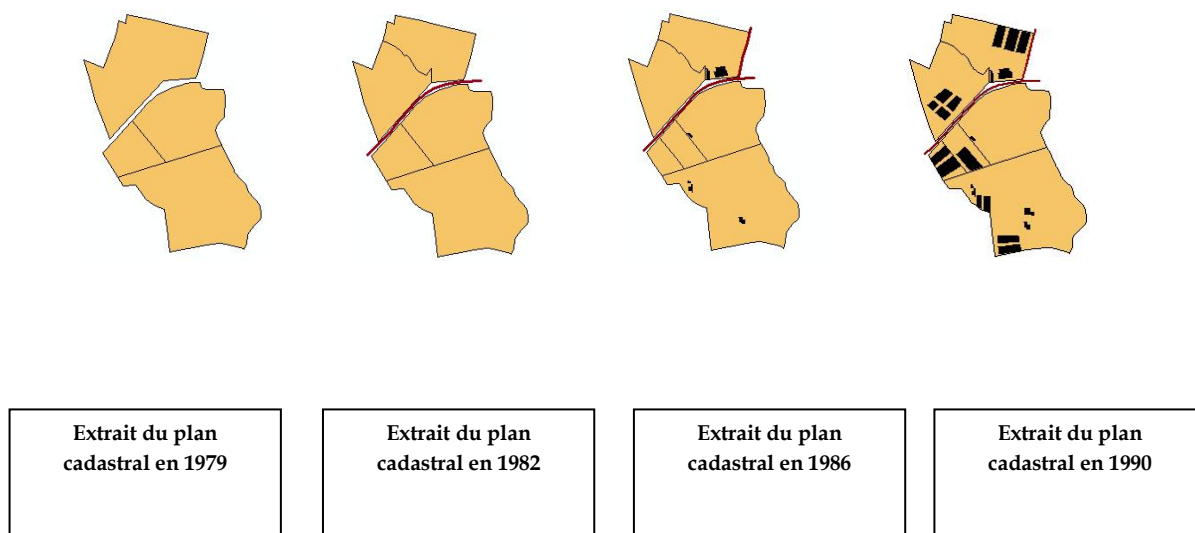 Extrait du plan
cadastral en 1979
Extrait du plan
cadastral en 1982
Extrait du plan
cadastral en 1986
Extrait du plan
cadastral en 1990